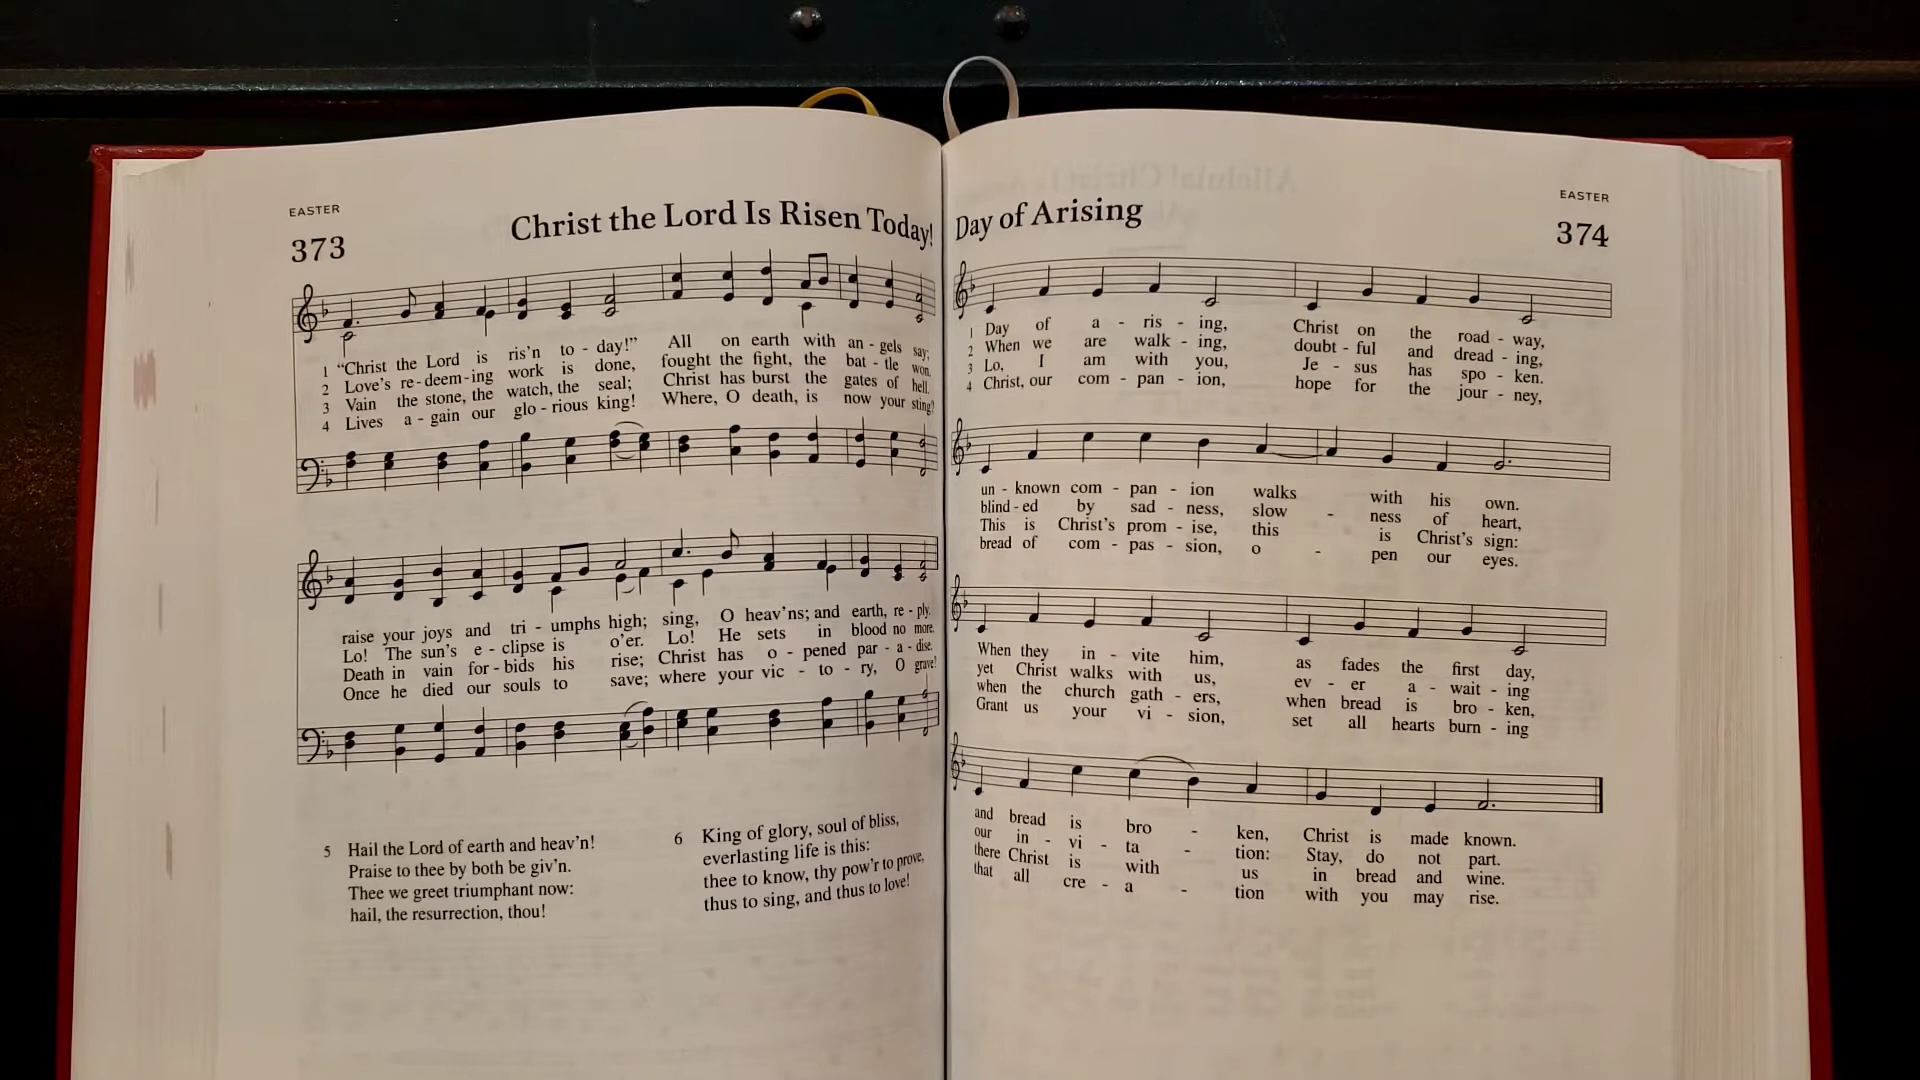 EASTER
373
Christ the Lord Is Risen Today!
1 “Christ the Lord is ris’n to - day!” All on earth with an - gels say;
2 Love’s re - deem - ing work is done, fought the fight, the bat - tle won.
3 Vain the stone, the watch, the seal; Christ has burst the gates of hell.
4 Lives a - gain our glo - rious king! Where, O death, is now your sting?
raise your joys and tri - umphs high; sing, O heav’ns; and earth, re - ply.
Lo! The sun’s e - clipse is o’er. Lo! He sets in blood no more.
Death in vain for - bids his rise; Christ has o - pened par - a - dise.
Once he died our souls to save; where your vic - to - ry, O grave!
5 Hail the Lord of earth and heav’n!
Praise to thee by both be giv’n.
Thee we greet triumphant now:
hail, the resurrection, thou!
6 King of glory, soul of bliss,
everlasting life is this:
thee to know, thy pow’r to prove,
thus to sing, and thus to love!
EASTER
Day of Arising
374
1 Day of a - ris - ing, Christ on the road - way,
2 When we are walk - ing, doubt - ful and dread - ing,
3 Lo, I am with you, Je - sus has spo - ken.
4 Christ, our com - pan - ion, hope for the jour - ney,
un - known com - pan - ion walks with his own.
blind - ed by sad - ness, slow - ness of heart,
This is Christ’s prom - ise, this is Christ’s sign:
bread of com - pas - sion, o - pen our eyes.
When they in - vite him, as fades the first day,
yet Christ walks with us, ev - er a - wait - ing
when the church gath - ers, when bread is bro - ken,
Grant us your vi - sion, set all hearts burn - ing
and bread is bro - ken, Christ is made known.
our in - vi - ta - tion: Stay, do not part.
there Christ is with us in bread and wine.
that all cre - a - tion with you may rise.